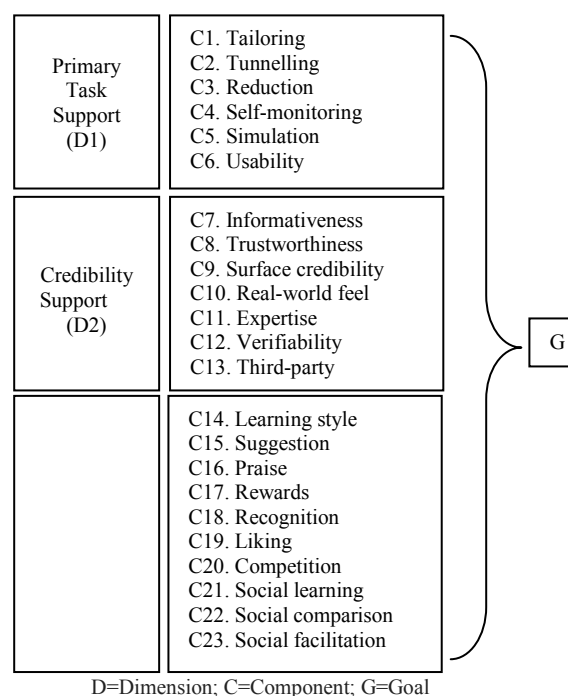 Primary
Task
Support
(D1)
C1. Tailoring
C2. Tunnelling
C3. Reduction
C4. Self-monitoring
C5. Simulation
C6. Usability
Credibility
Support
(D2)
C7. Informativeness
C8. Trustworthiness
C9. Surface credibility
C10. Real-world feel
C11. Expertise
C12. Verifiability
C13. Third-party
C14. Learning style
C15. Suggestion
C16. Praise
C17. Rewards
C18. Recognition
C19. Liking
C20. Competition
C21. Social learning
C22. Social comparison
C23. Social facilitation
G
D=Dimension; C=Component; G=Goal